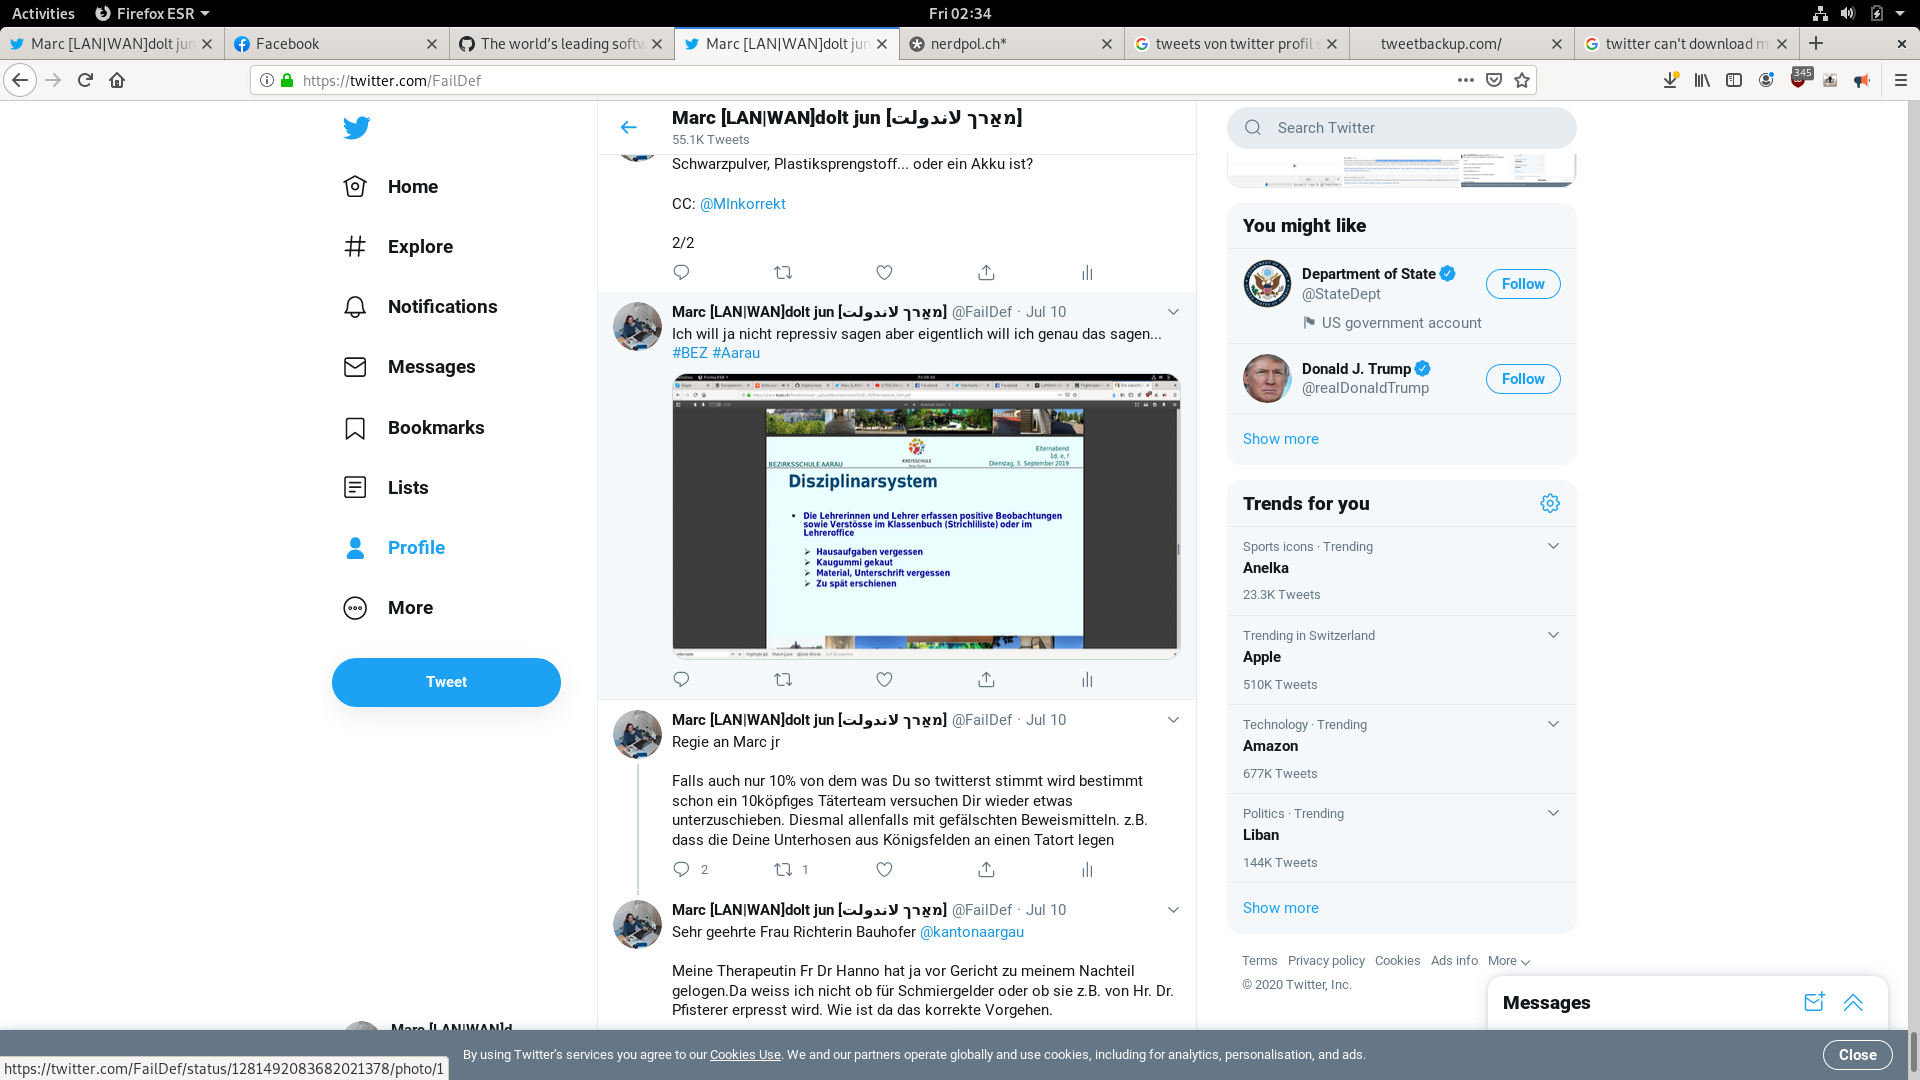 Activities Firefox ESR Fri 02:34
Marc [LAN|WAN]dolt jun Facebook The world's leading softw Marc [LAN|WAN]dolt jun nerdpol.ch* tweets von twitter profil s tweetbackup.com/ twitter can't download m
https://twitter.com/FailDef 345
Marc [LAN|WAN]dolt jun [מאַרך לאנדולת]
55.1K Tweets
Home
Explore
Notifications
Messages
Bookmarks
Lists
Profile
More
Tweet
Marc [LAN|WAN]d
Schwarzpulver, Plastiksprengstoff... oder ein Akku ist?
CC: @MInkorrekt
2/2
Marc [LAN|WAN]dolt jun [מאַרך לאנדולת] @FailDef · Jul 10
Ich will ja nicht repressiv sagen aber eigentlich will ich genau das sagen...
#BEZ #Aarau
BEZIRKSSCHULE AARAU
KREISSCHULE
Elternabend
1d, e, f
Dienstag, 3. September 2019
Disziplinarsystem
• Die Lehrerinnen und Lehrer erfassen positive Beobachtungen
sowie Verstösse im Klassenbuch (Strichliste) oder im
Lehreroffice
➢ Hausaufgaben vergessen
➢ Kaugummi gekaut
➢ Material, Unterschrift vergessen
➢ Zu spät erschienen
Marc [LAN|WAN]dolt jun [מאַרך לאנדולת] @FailDef · Jul 10
Regie an Marc jr
Falls auch nur 10% von dem was Du so twitterst stimmt wird bestimmt
schon ein 10köpfiges Täterteam versuchen Dir wieder etwas
unterzuschieben. Diesmal allenfalls mit gefälschten Beweismitteln. z.B.
dass die Deine Unterhosen aus Königsfelden an einen Tatort legen
2 1
Marc [LAN|WAN]dolt jun [מאַרך לאנדולת] @FailDef · Jul 10
Sehr geehrte Frau Richterin Bauhofer @kantonaargau
Meine Therapeutin Fr Dr Hanno hat ja vor Gericht zu meinem Nachteil
gelogen.Da weiss ich nicht ob für Schmiergelder oder ob sie z.B. von Hr. Dr.
Pfisterer erpresst wird. Wie ist da das korrekte Vorgehen.
Search Twitter
You might like
Department of State
@StateDept
US government account
Follow
Donald J. Trump
@realDonaldTrump
Follow
Show more
Trends for you
Sports icons · Trending
Anelka
23.3K Tweets
Trending in Switzerland
Apple
510K Tweets
Technology · Trending
Amazon
677K Tweets
Politics · Trending
Liban
144K Tweets
Show more
Terms Privacy policy Cookies Ads info More
© 2020 Twitter, Inc.
Messages
By using Twitter's services you agree to our Cookies Use. We and our partners operate globally and use cookies, including for analytics, personalisation, and ads.
Close
https://twitter.com/FailDef/status/1281492083682021378/photo/1